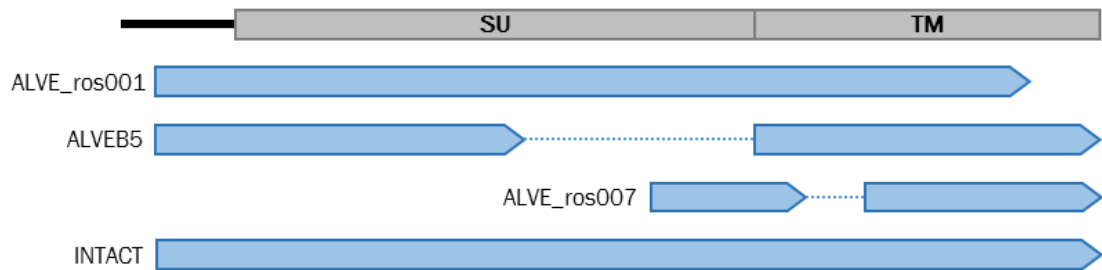 SU TM
ALVE_ros001
ALVEB5
ALVE_ros007
INTACT